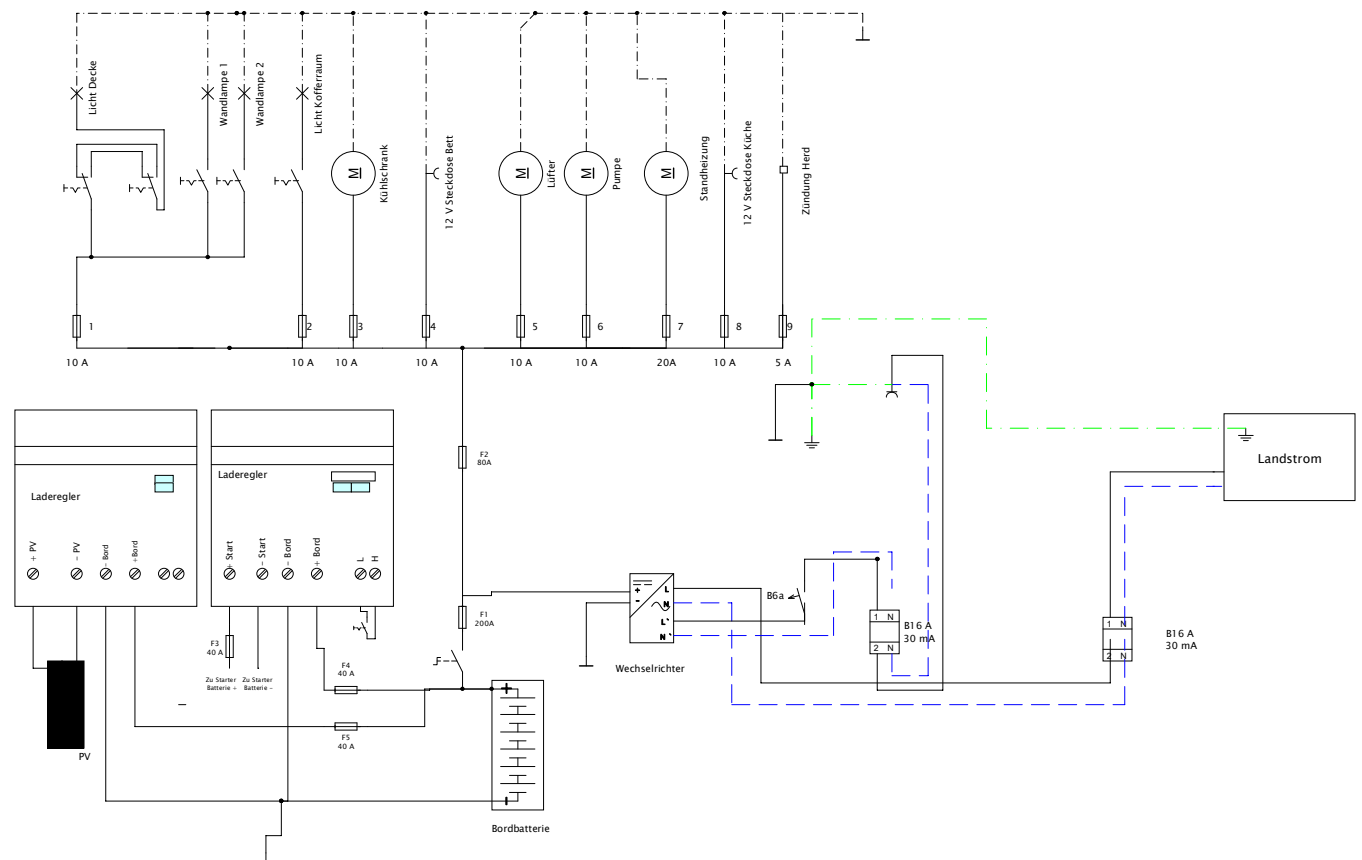 Licht Decke
Wandlampe 1
Wandlampe 2
Licht Kofferraum
Kühlschrank
12 V Steckdose Bett
Lüfter
Pumpe
Standheizung
12 V Steckdose Küche
Zündung Herd
M
M
M
M
1
2
3
4
5
6
7
8
9
10 A
10 A
10 A
10 A
10 A
10 A
20A
10 A
5 A
F2
80A
Laderegler
+ PV
- PV
- Bord
+Bord
Laderegler
+ Start
- Start
- Bord
+ Bord
L
H
F3
40 A
Zu Starter
Batterie +
Zu Starter
Batterie -
F4
40 A
F5
40 A
F1
200A
PV
+
Bordbatterie
+
-
L
N
L`
N`
Wechselrichter
B6a
1 N
2 N
B16 A
30 mA
1 N
2 N
B16 A
30 mA
Landstrom